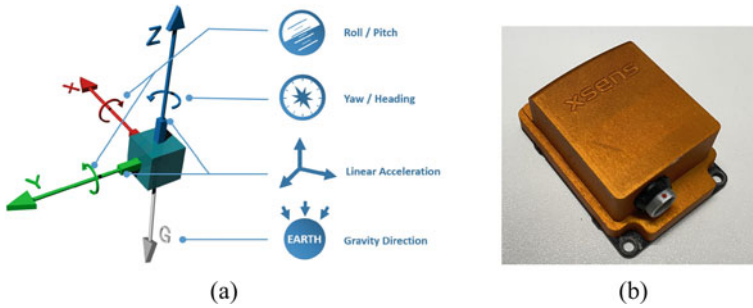 Z
X
Y
G
Roll / Pitch
Yaw / Heading
Linear Acceleration
EARTH
Gravity Direction
xsens
(a)
(b)